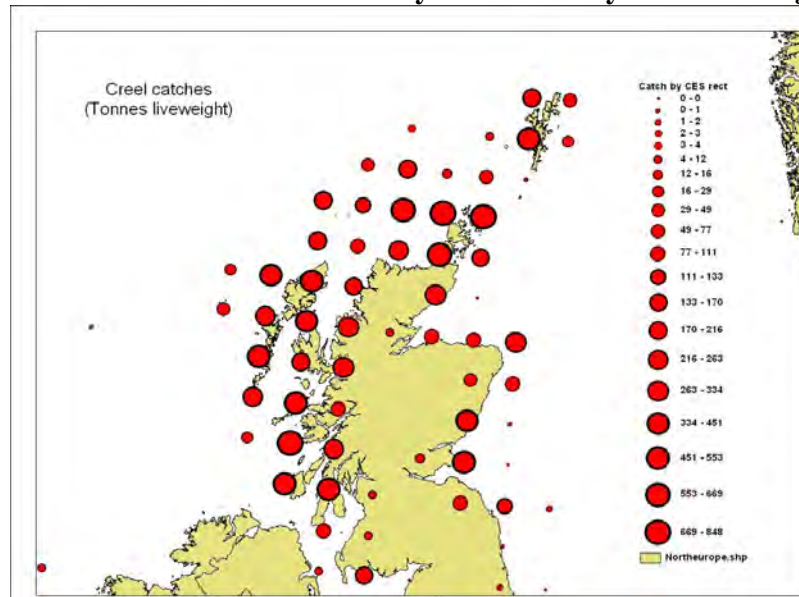 Creel catches
(Tonnes liveweight)
Catch by CES rect
0 - 0
0 - 1
1 - 2
2 - 3
3 - 4
4 - 12
12 - 16
16 - 29
29 - 49
49 - 77
77 - 111
111 - 133
133 - 170
170 - 216
216 - 263
263 - 334
334 - 451
451 - 553
553 - 669
669 - 848
Northeurope.shp